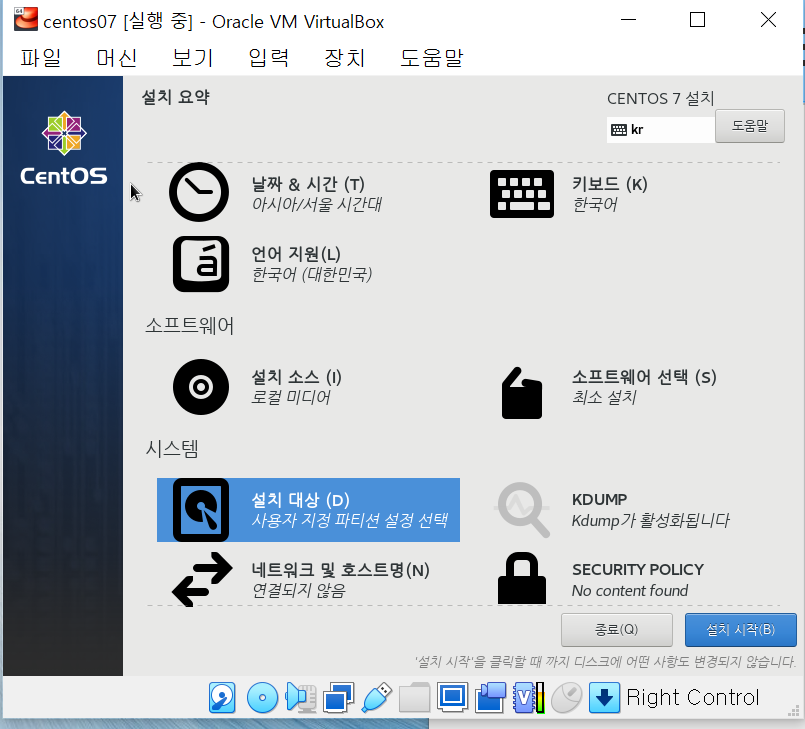 centos07 [실행 중] - Oracle VM VirtualBox
파일 머신 보기 입력 장치 도움말
설치 요약
CENTOS 7 설치
kr
도움말
CentOS
날짜 & 시간 (T)
아시아/서울 시간대
키보드 (K)
한국어
언어 지원(L)
한국어 (대한민국)
소프트웨어
설치 소스 (I)
로컬 미디어
소프트웨어 선택 (S)
최소 설치
시스템
설치 대상 (D)
사용자 지정 파티션 설정 선택
KDUMP
Kdump가 활성화됩니다
네트워크 및 호스트명(N)
연결되지 않음
SECURITY POLICY
No content found
종료(Q)
설치 시작(B)
'설치 시작'을 클릭할 때 까지 디스크에 어떤 사항도 변경되지 않습니다.
Right Control